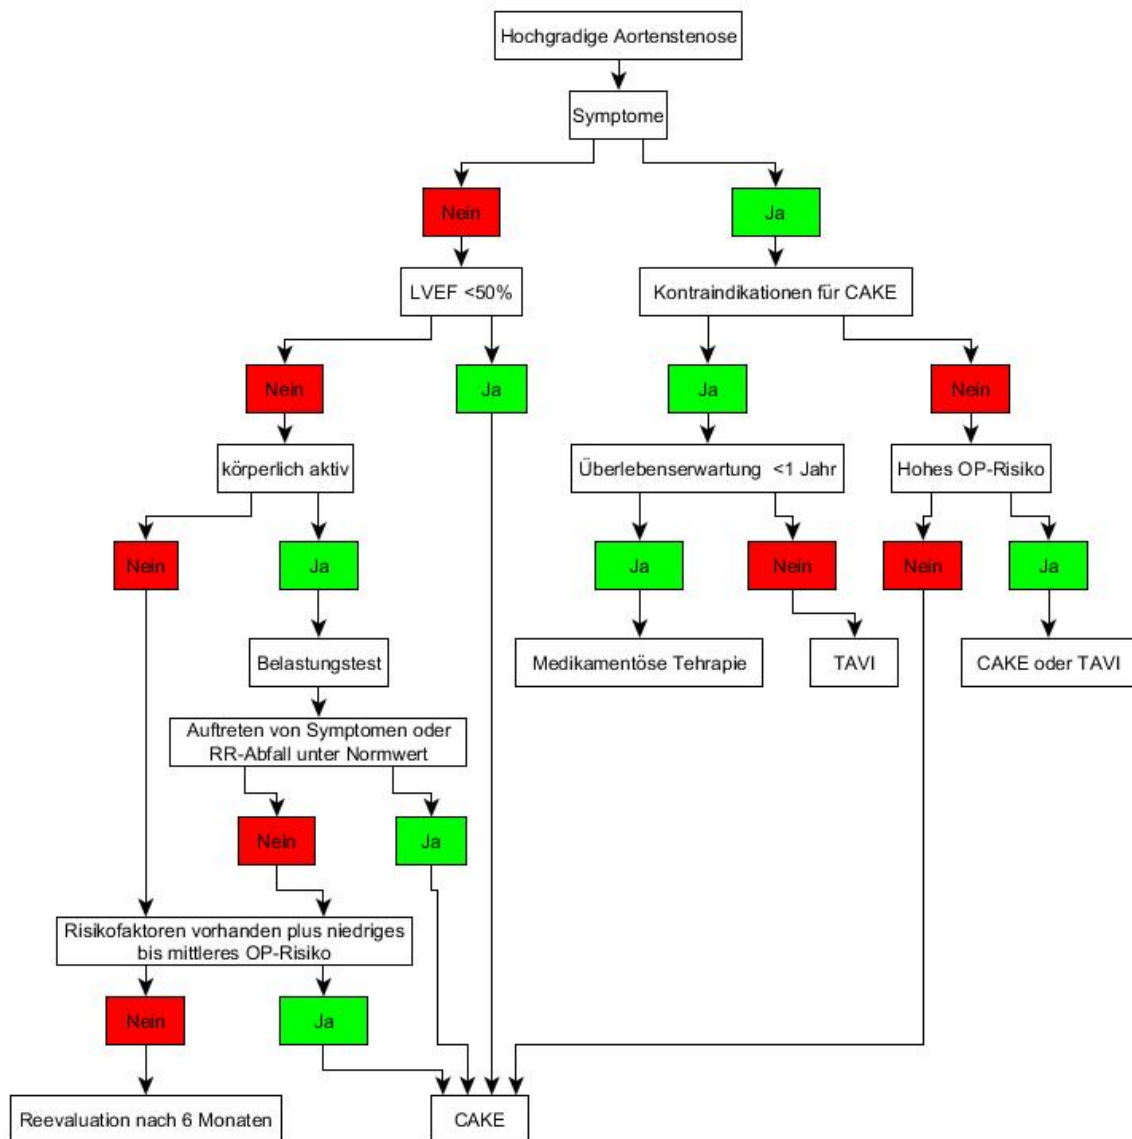 Hochgradige Aortenstenose
Symptome
Nein
Ja
LVEF <50%
Kontraindikationen für CAKE
Nein
Ja
Ja
Nein
körperlich aktiv
Überlebenserwartung <1 Jahr
Hohes OP-Risiko
Nein
Ja
Ja
Nein
Nein
Ja
Belastungstest
Medikamentöse Tehrapie
TAVI
CAKE oder TAVI
Auftreten von Symptomen oder
RR-Abfall unter Normwert
Nein
Ja
Risikofaktoren vorhanden plus niedriges
bis mittleres OP-Risiko
Nein
Ja
Reevaluation nach 6 Monaten
CAKE